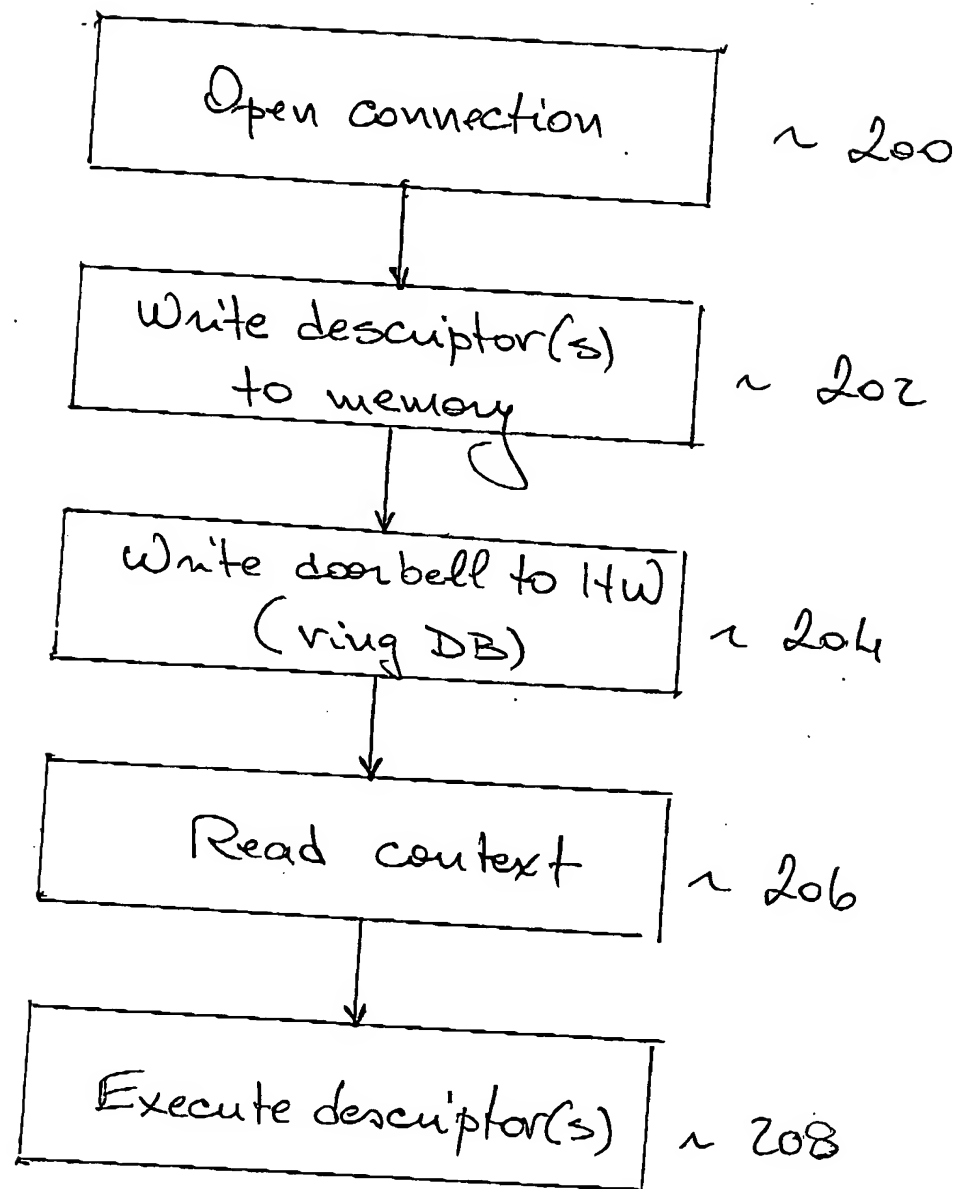 Open connection
~ 200
Write descriptor(s)
to memory
~ 202
Write doorbell to HW
(ring DB)
~ 204
Read context
~ 206
Execute descriptor(s)
~ 208